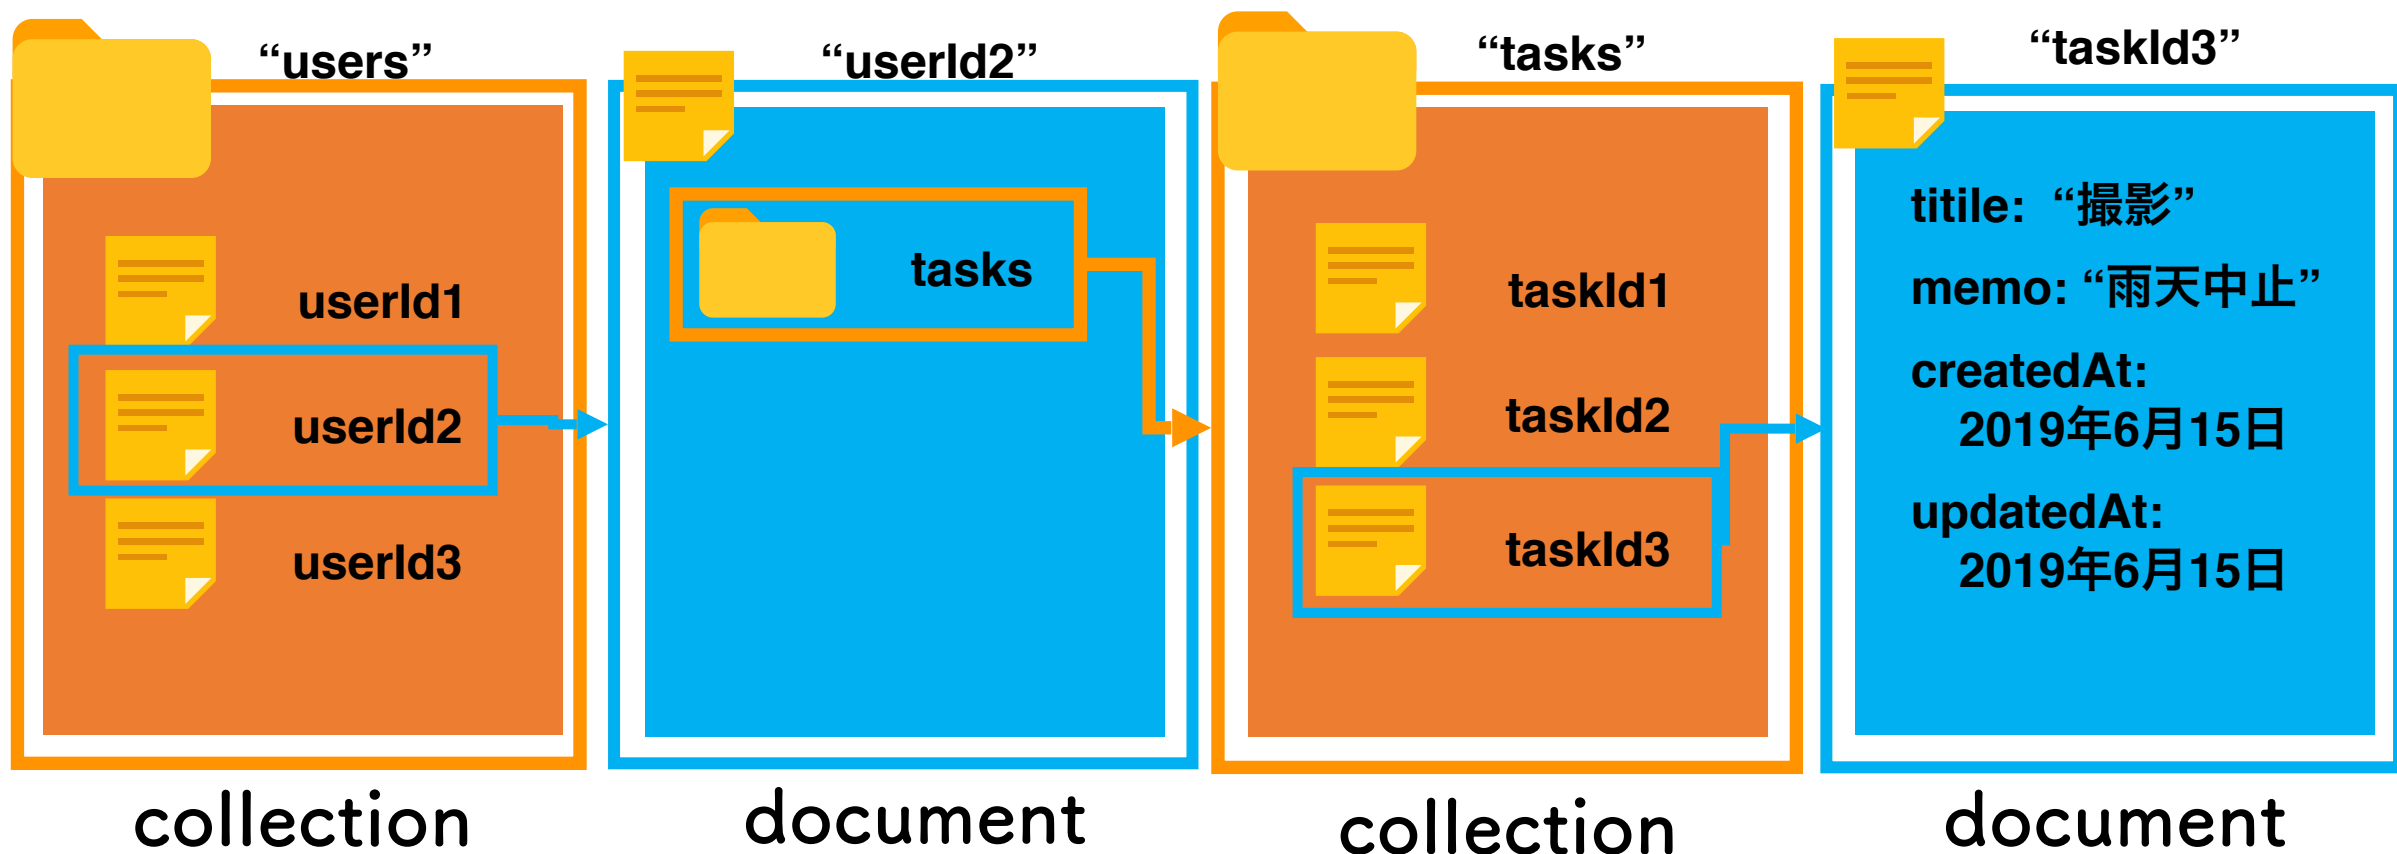 “users”
userId1
userId2
userId3
collection
“userId2”
tasks
document
“tasks”
taskId1
taskId2
taskId3
collection
“taskId3”
titile: “撮影”
memo: “雨天中止”
createdAt:
2019年6月15日
updatedAt:
2019年6月15日
document